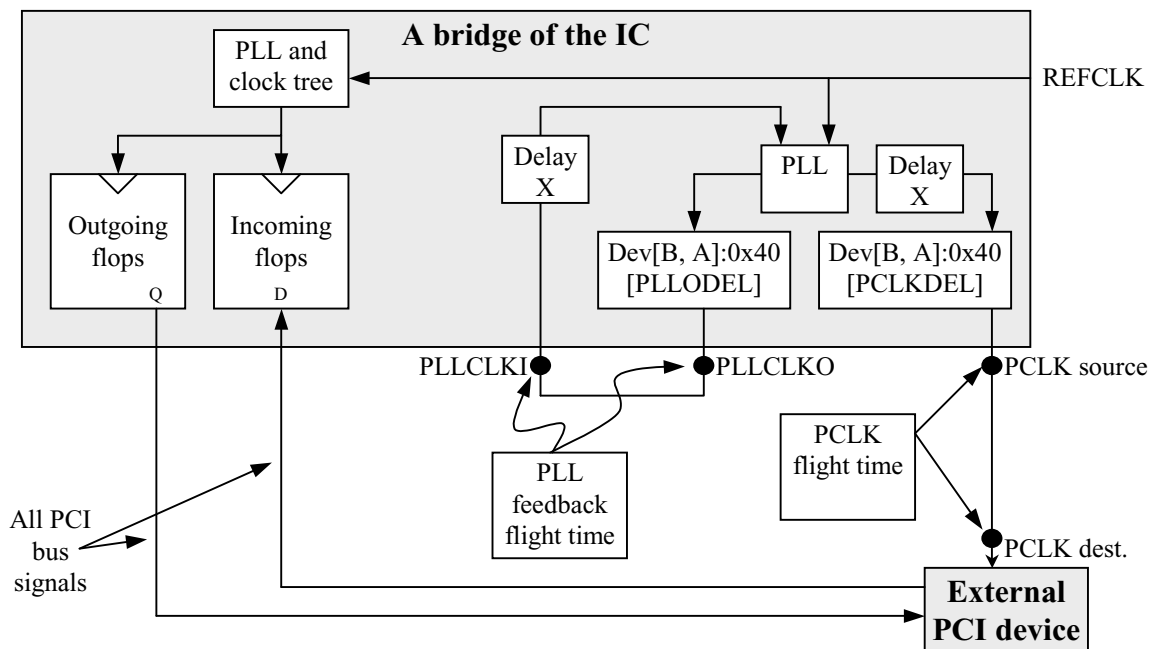 A bridge of the IC
PLL and
clock tree
REFCLK
Delay
X
PLL
Delay
X
Outgoing
flops
Q
Incoming
flops
D
Dev[B, A]:0x40
[PLLODEL]
Dev[B, A]:0x40
[PCLKDEL]
PLLCLKI
PLLCLKO
PCLK source
PCLK
flight time
PLL
feedback
flight time
All PCI
bus
signals
PCLK dest.
External
PCI device